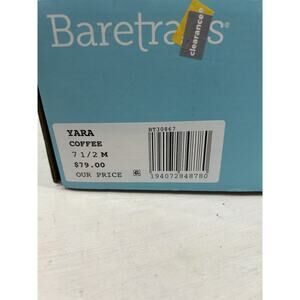 Baretraps®
clearance
YARA
COFFEE
7 1/2 M
$79.00
OUR PRICE
BT30867
194072848780